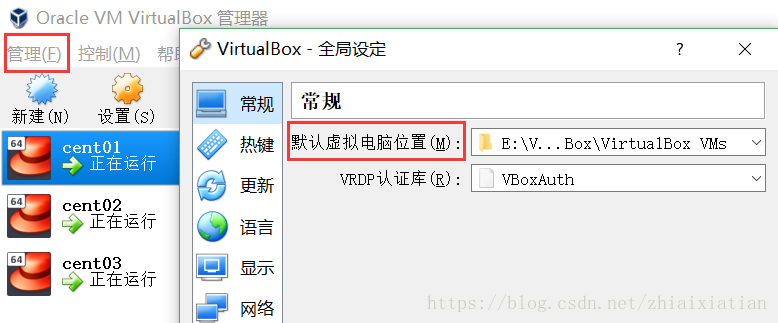 Oracle VM VirtualBox 管理器
管理(F) 控制(M) 帮
新建(N) 设置(S)
64 cent01
正在运行
64 cent02
正在运行
64 cent03
正在运行
VirtualBox - 全局设定 ?
常规
热键
更新
语言
显示
网络
常规
默认虚拟电脑位置(M): E:\V...Box\VirtualBox VMs
VRDP认证库(R): VBoxAuth
https://blog.csdn.net/zhiaixiatian